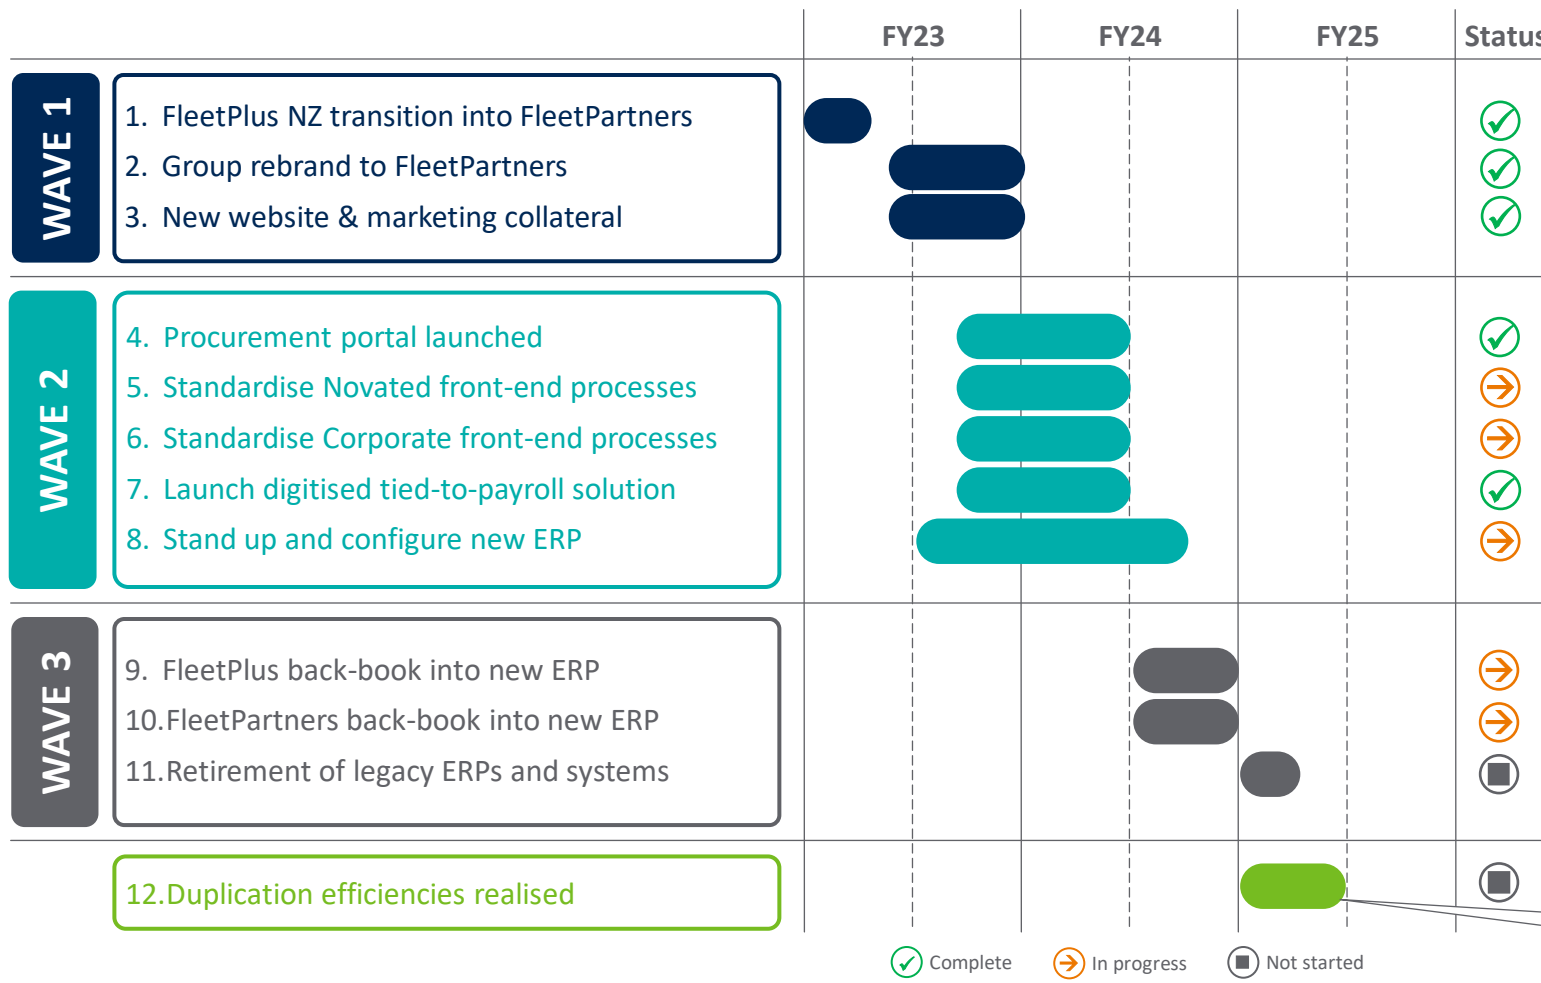 FY23 FY24 FY25 Status
WAVE 1
1. FleetPlus NZ transition into FleetPartners
2. Group rebrand to FleetPartners
3. New website & marketing collateral
WAVE 2
4. Procurement portal launched
5. Standardise Novated front-end processes
6. Standardise Corporate front-end processes
7. Launch digitised tied-to-payroll solution
8. Stand up and configure new ERP
WAVE 3
9. FleetPlus back-book into new ERP
10.FleetPartners back-book into new ERP
11.Retirement of legacy ERPs and systems
12.Duplication efficiencies realised
Complete In progress Not started